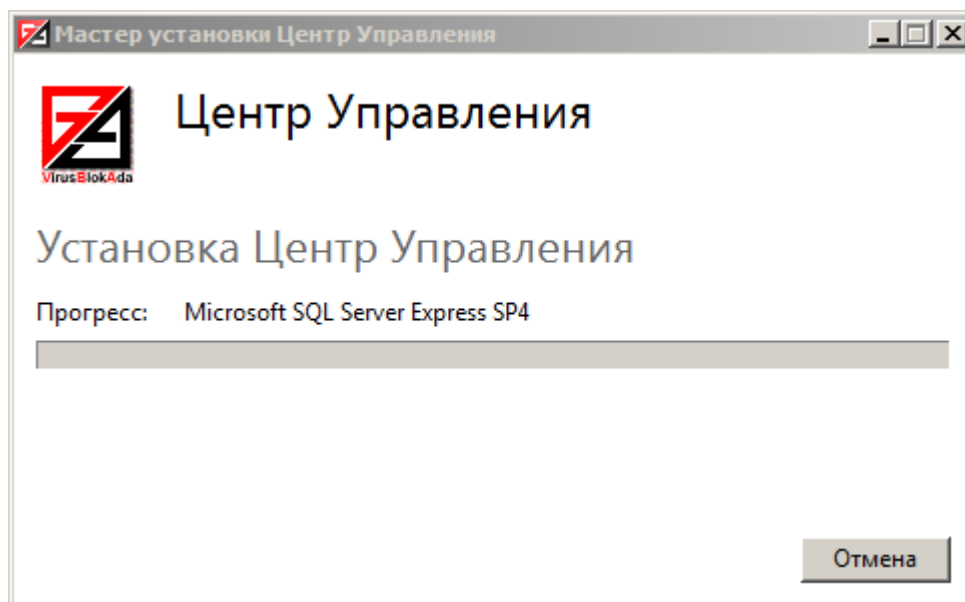 Мастер установки Центр Управления
Центр Управления
VirusBlokAda
Установка Центр Управления
Прогресс: Microsoft SQL Server Express SP4
Отмена